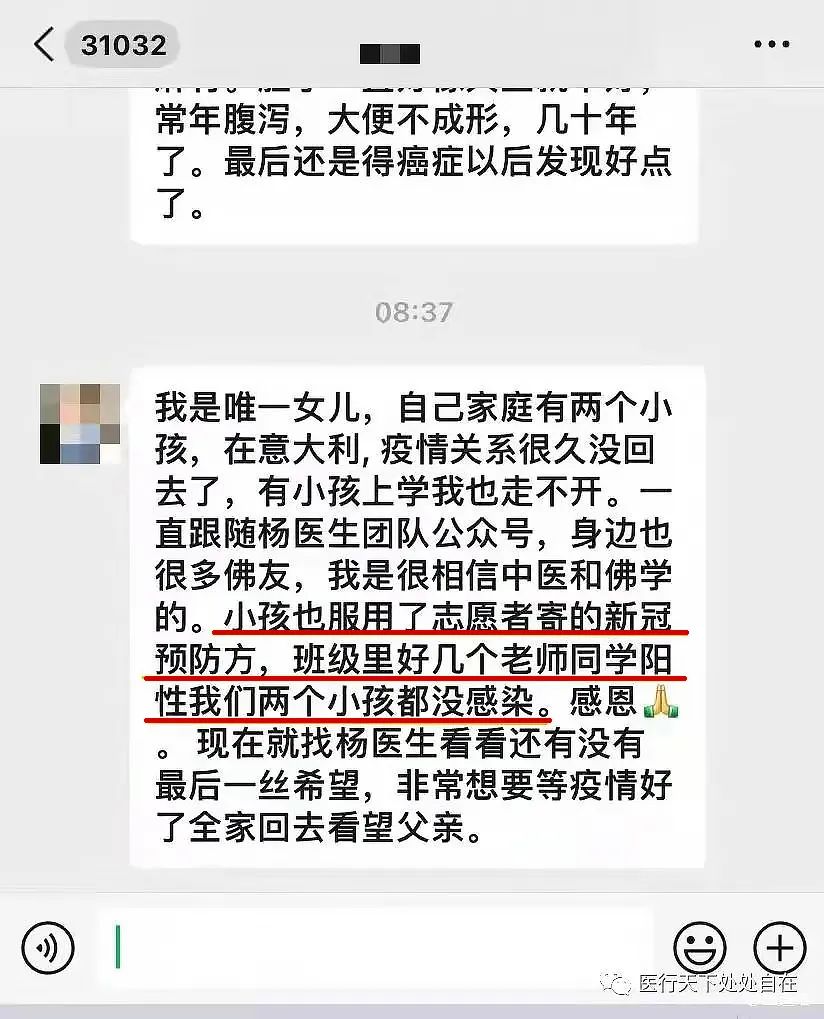 31032
常年腹泻，大便不成形，几十年
了。最后还是得癌症以后发现好点
了。
08:37
我是唯一女儿，自己家庭有两个小
孩，在意大利, 疫情关系很久没回
去了，有小孩上学我也走不开。一
直跟随杨医生团队公众号，身边也
很多佛友，我是很相信中医和佛学
的。小孩也服用了志愿者寄的新冠
预防方，班级里好几个老师同学阳
性我们两个小孩都没感染。感恩🙏
。现在就找杨医生看看还有没有
最后一丝希望，非常想要等疫情好
了全家回去看望父亲。
医行天下处处自在